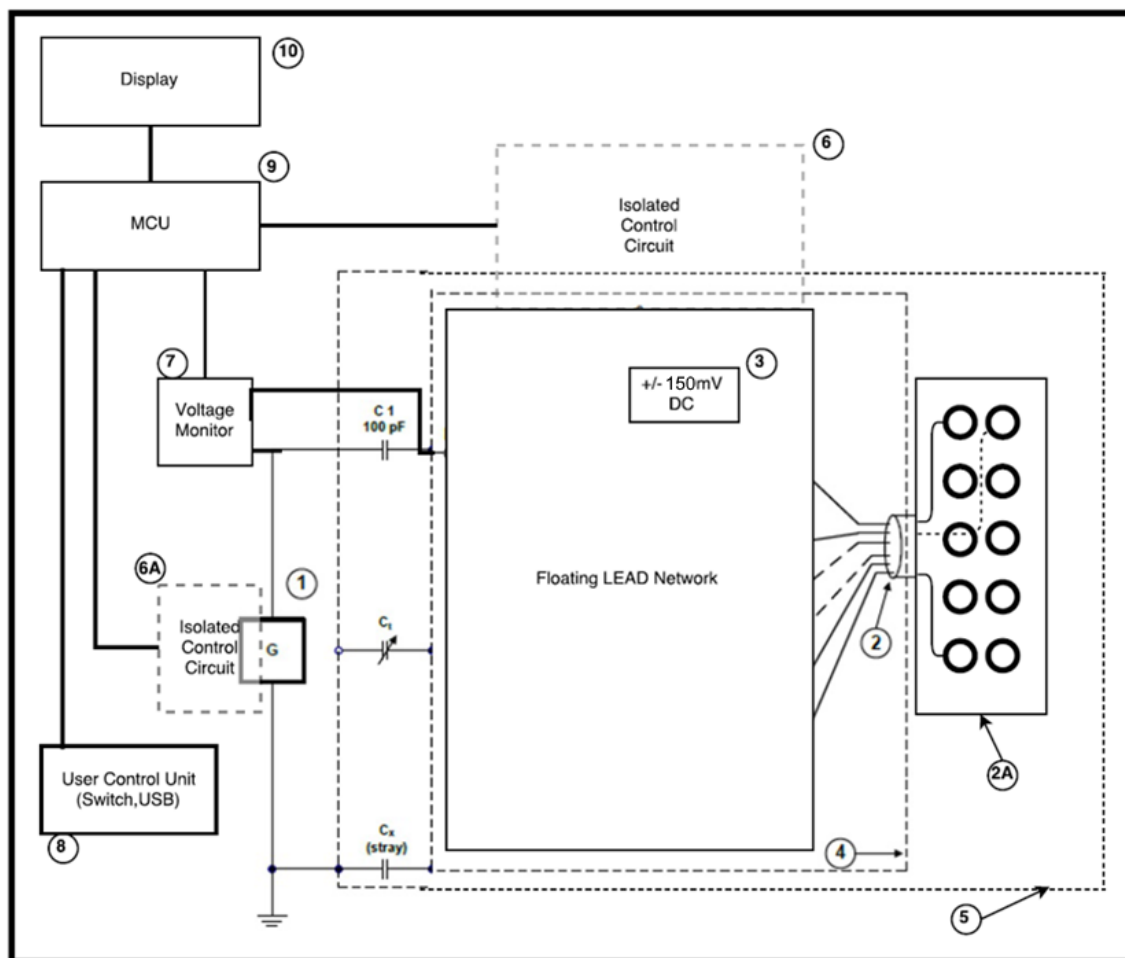 10
Display
9
MCU
6
Isolated
Control
Circuit
7
Voltage
Monitor
C 1
100 pF
3
+/- 150mV
DC
Floating LEAD Network
6A
1
Isolated
Control
Circuit
G
Ct
2
2A
User Control Unit
(Switch,USB)
8
Cx
(stray)
4
5